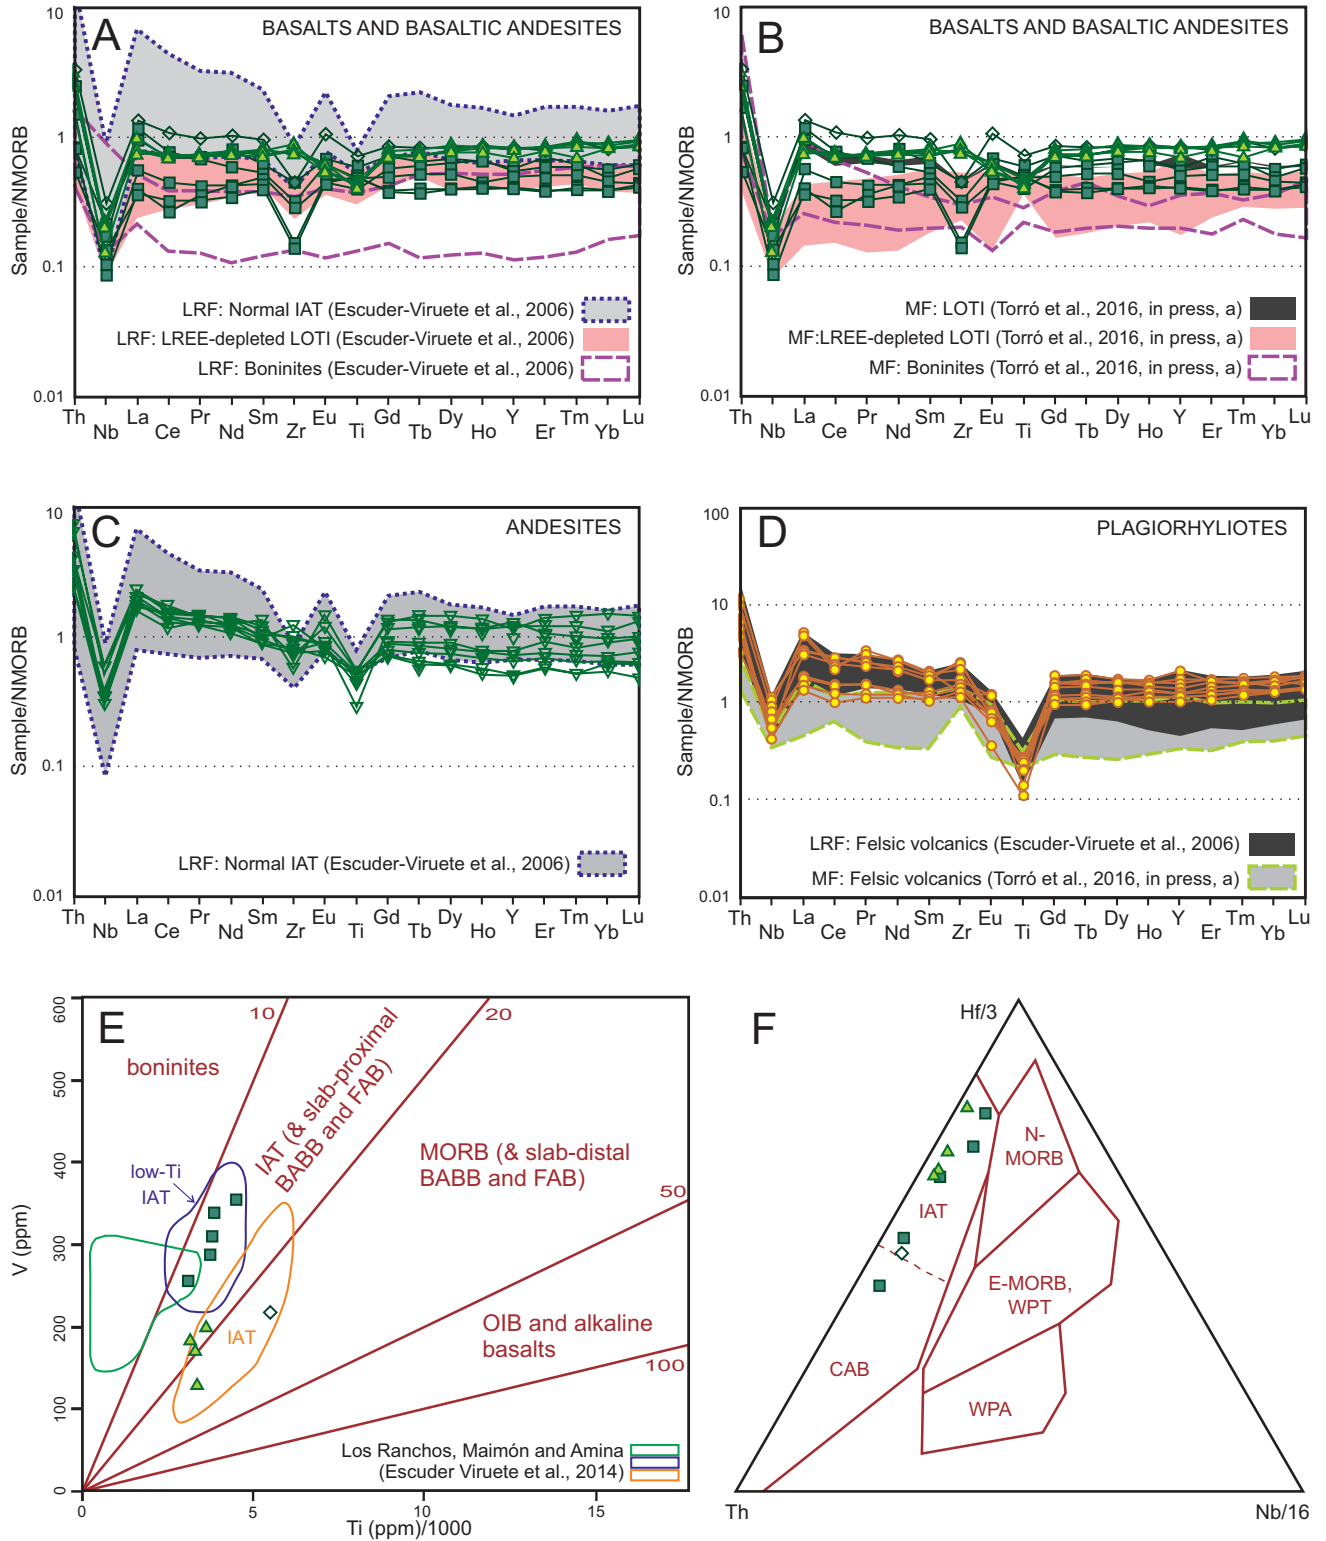 A
BASALTS AND BASALTIC ANDESITES
10
1
0.1
0.01
Sample/NMORB
LRF: Normal IAT (Escuder-Viruete et al., 2006)
LRF: LREE-depleted LOTI (Escuder-Viruete et al., 2006)
LRF: Boninites (Escuder-Viruete et al., 2006)
Th Nb La Ce Pr Nd Sm Zr Eu Ti Gd Tb Dy Ho Y Er Tm Yb Lu
B
BASALTS AND BASALTIC ANDESITES
10
1
0.1
0.01
Sample/NMORB
MF: LOTI (Torró et al., 2016, in press, a)
MF:LREE-depleted LOTI (Torró et al., 2016, in press, a)
MF: Boninites (Torró et al., 2016, in press, a)
Th Nb La Ce Pr Nd Sm Zr Eu Ti Gd Tb Dy Ho Y Er Tm Yb Lu
C
ANDESITES
10
1
0.1
0.01
Sample/NMORB
LRF: Normal IAT (Escuder-Viruete et al., 2006)
Th Nb La Ce Pr Nd Sm Zr Eu Ti Gd Tb Dy Ho Y Er Tm Yb Lu
D
PLAGIORHYLIOTES
100
10
1
0.1
0.01
Sample/NMORB
LRF: Felsic volcanics (Escuder-Viruete et al., 2006)
MF: Felsic volcanics (Torró et al., 2016, in press, a)
Th Nb La Ce Pr Nd Sm Zr Eu Ti Gd Tb Dy Ho Y Er Tm Yb Lu
E
600
500
400
300
200
100
0
V (ppm)
10
20
50
100
boninites
IAT (& slab-proximal
BABB and FAB)
MORB (& slab-distal
BABB and FAB)
low-Ti
IAT
IAT
OIB and alkaline
basalts
Los Ranchos, Maimón and Amina
(Escuder Viruete et al., 2014)
0 5 10 15
Ti (ppm)/1000
F
Hf/3
N-
MORB
IAT
E-MORB,
WPT
CAB
WPA
Th
Nb/16